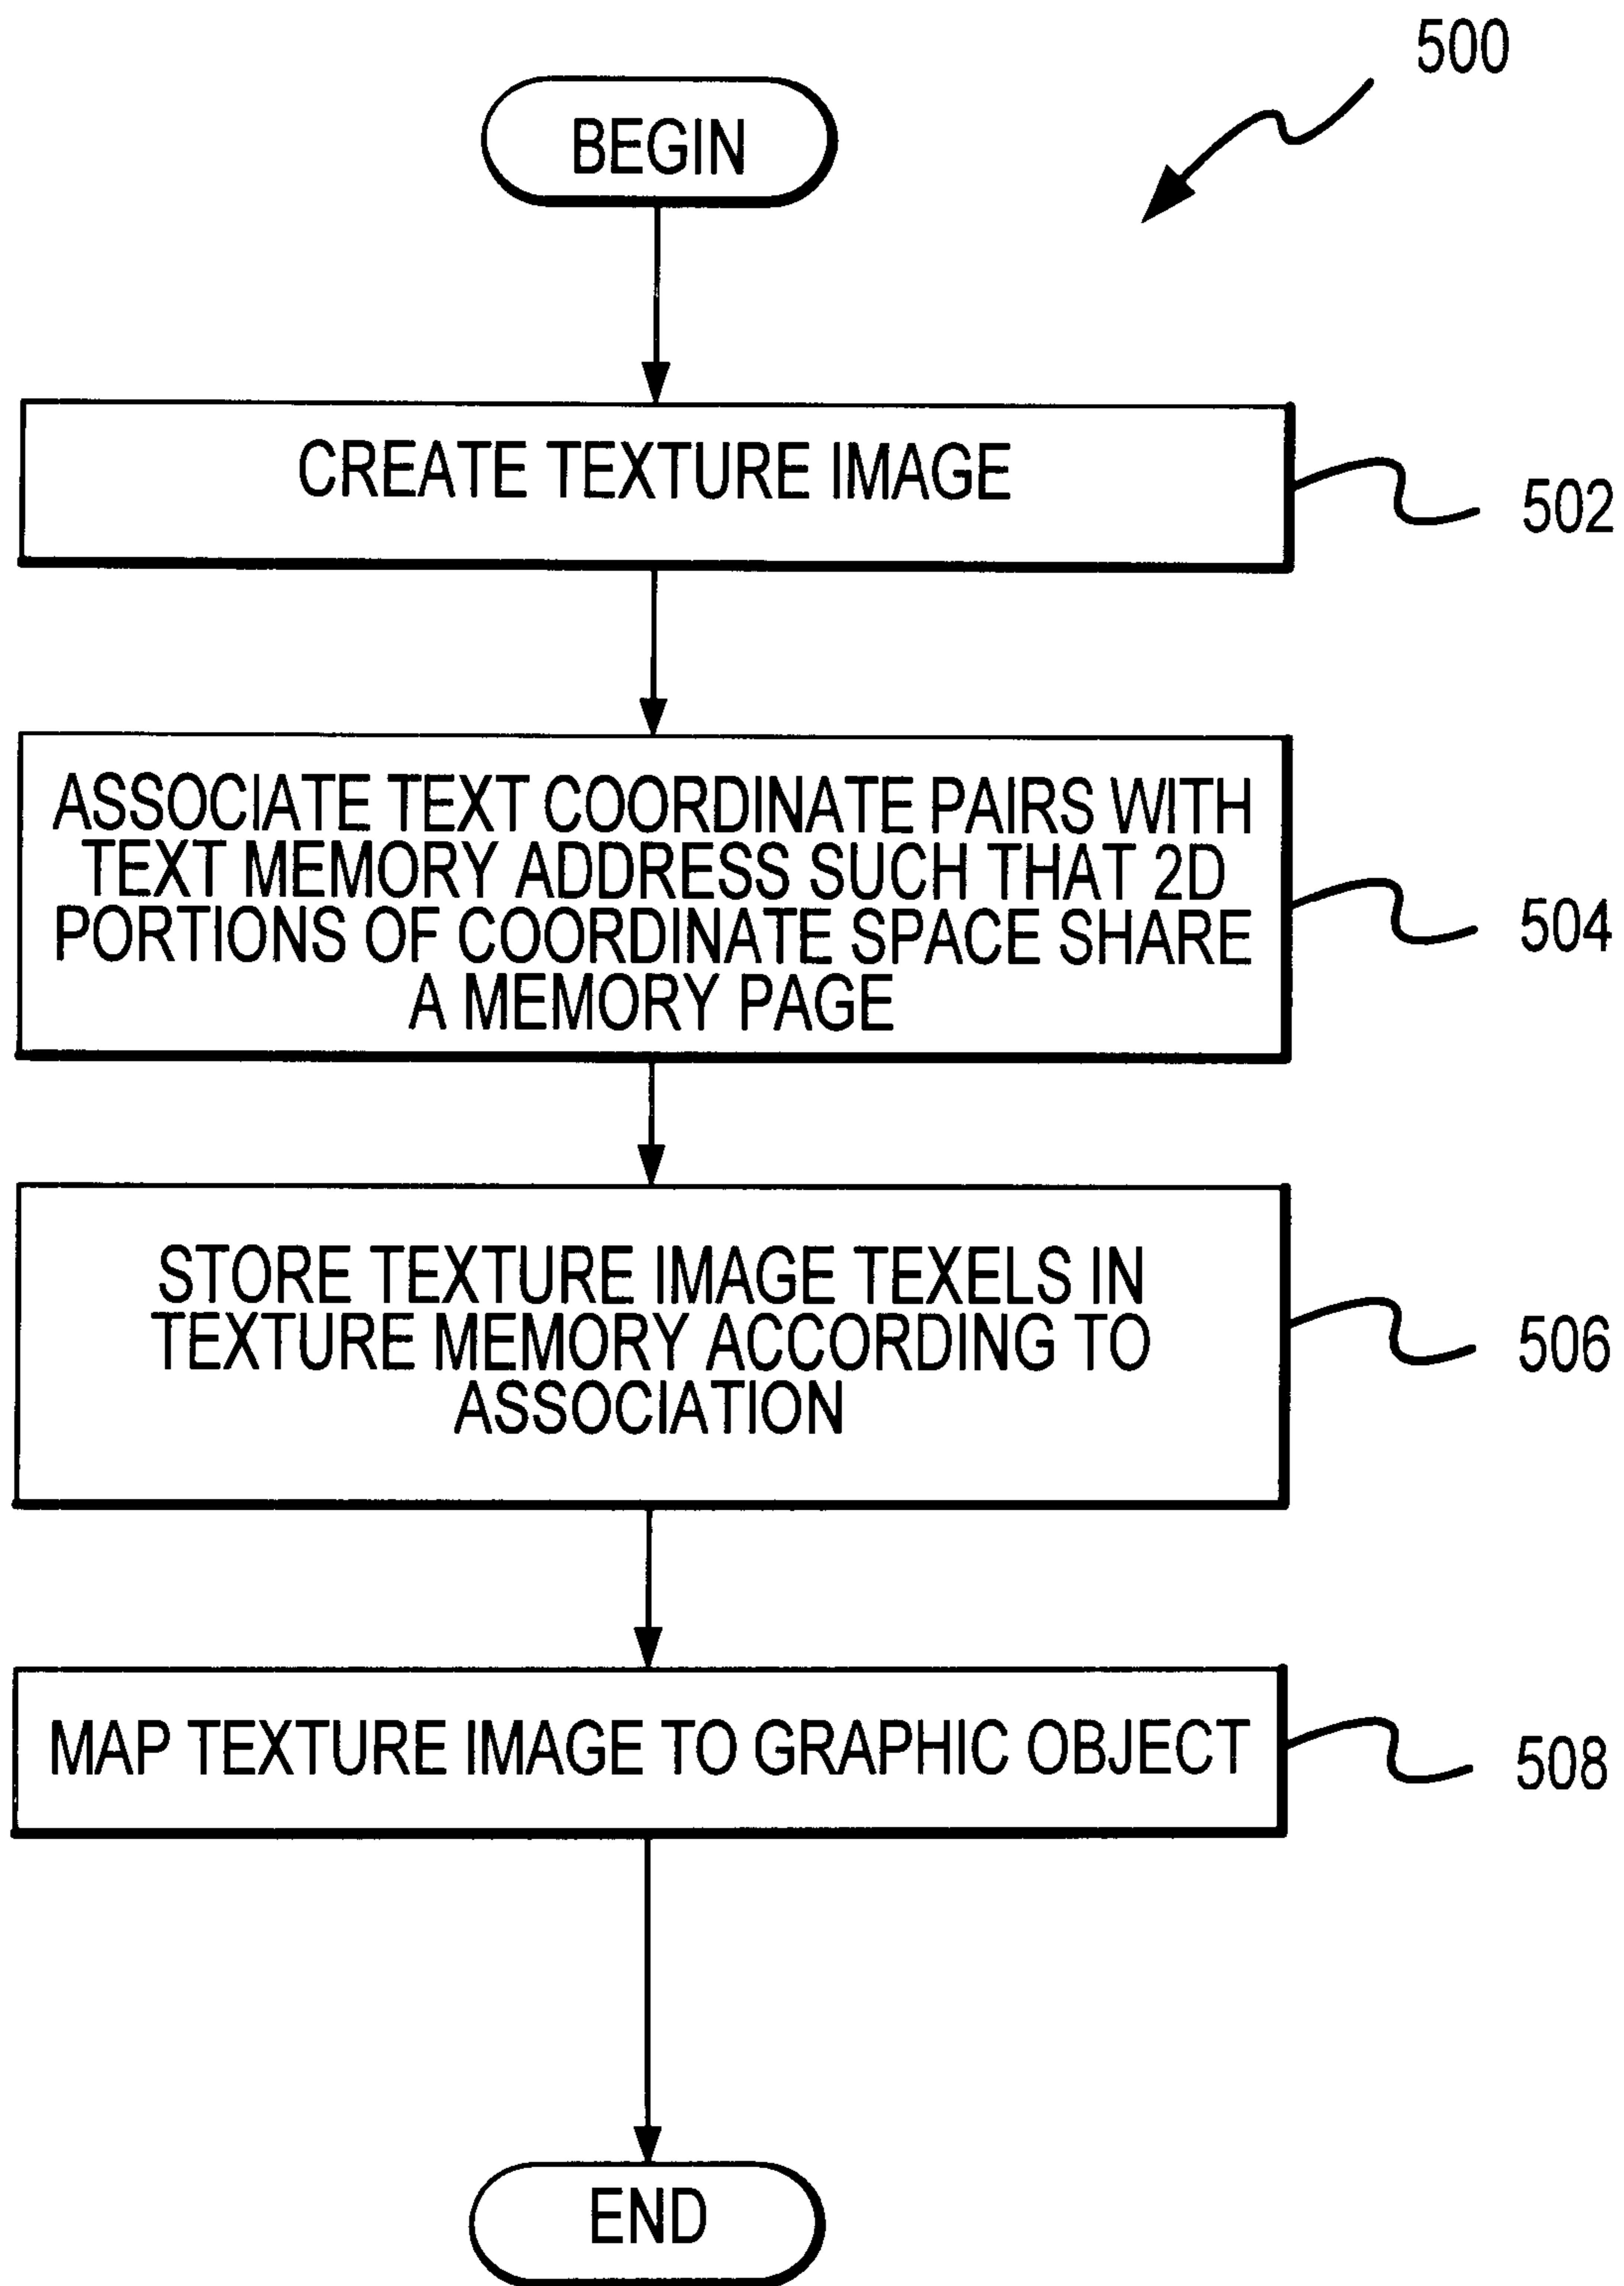 500
BEGIN
CREATE TEXTURE IMAGE
502
ASSOCIATE TEXT COORDINATE PAIRS WITH
TEXT MEMORY ADDRESS SUCH THAT 2D
PORTIONS OF COORDINATE SPACE SHARE
A MEMORY PAGE
504
STORE TEXTURE IMAGE TEXELS IN
TEXTURE MEMORY ACCORDING TO
ASSOCIATION
506
MAP TEXTURE IMAGE TO GRAPHIC OBJECT
508
END